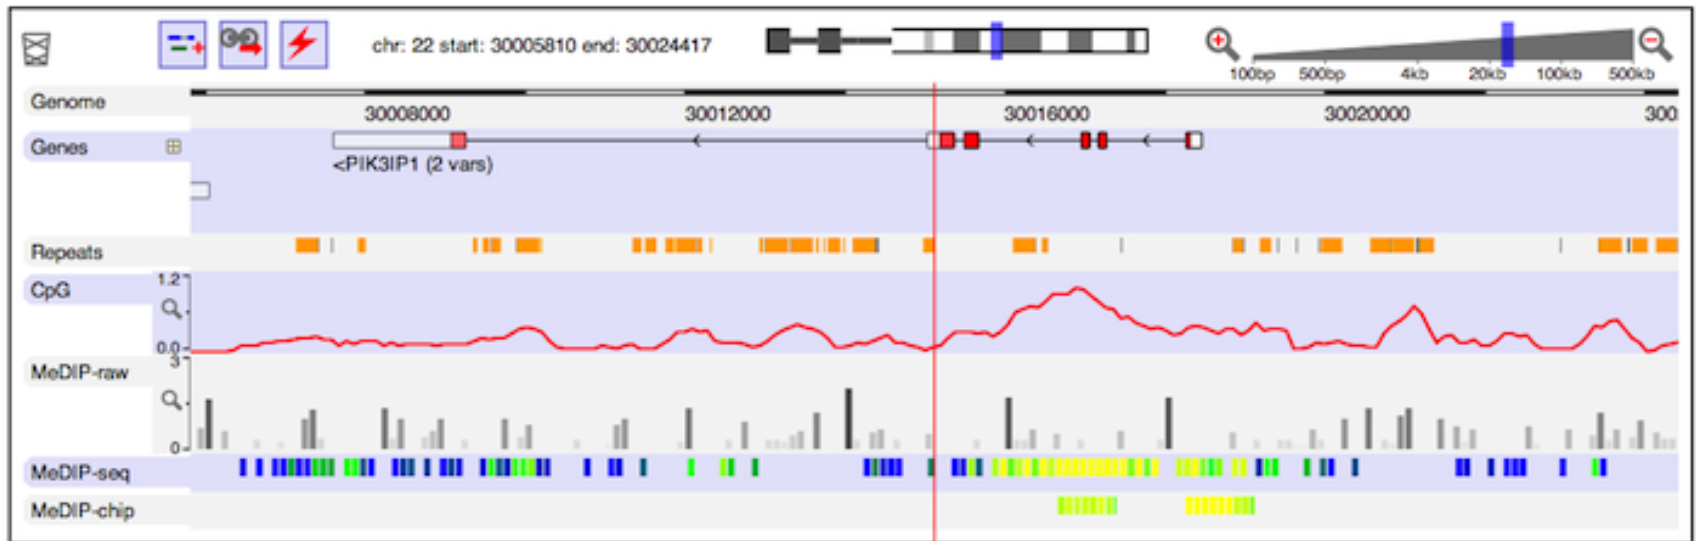 chr: 22 start: 30005810 end: 30024417
100bp 500bp 4kb 20kb 100kb 500kb
Genome
30008000 30012000 30016000 30020000 300
Genes
<PIK3IP1 (2 vars)
Repeats
CpG
1.2
0.0
MeDIP-raw
3
0
MeDIP-seq
MeDIP-chip